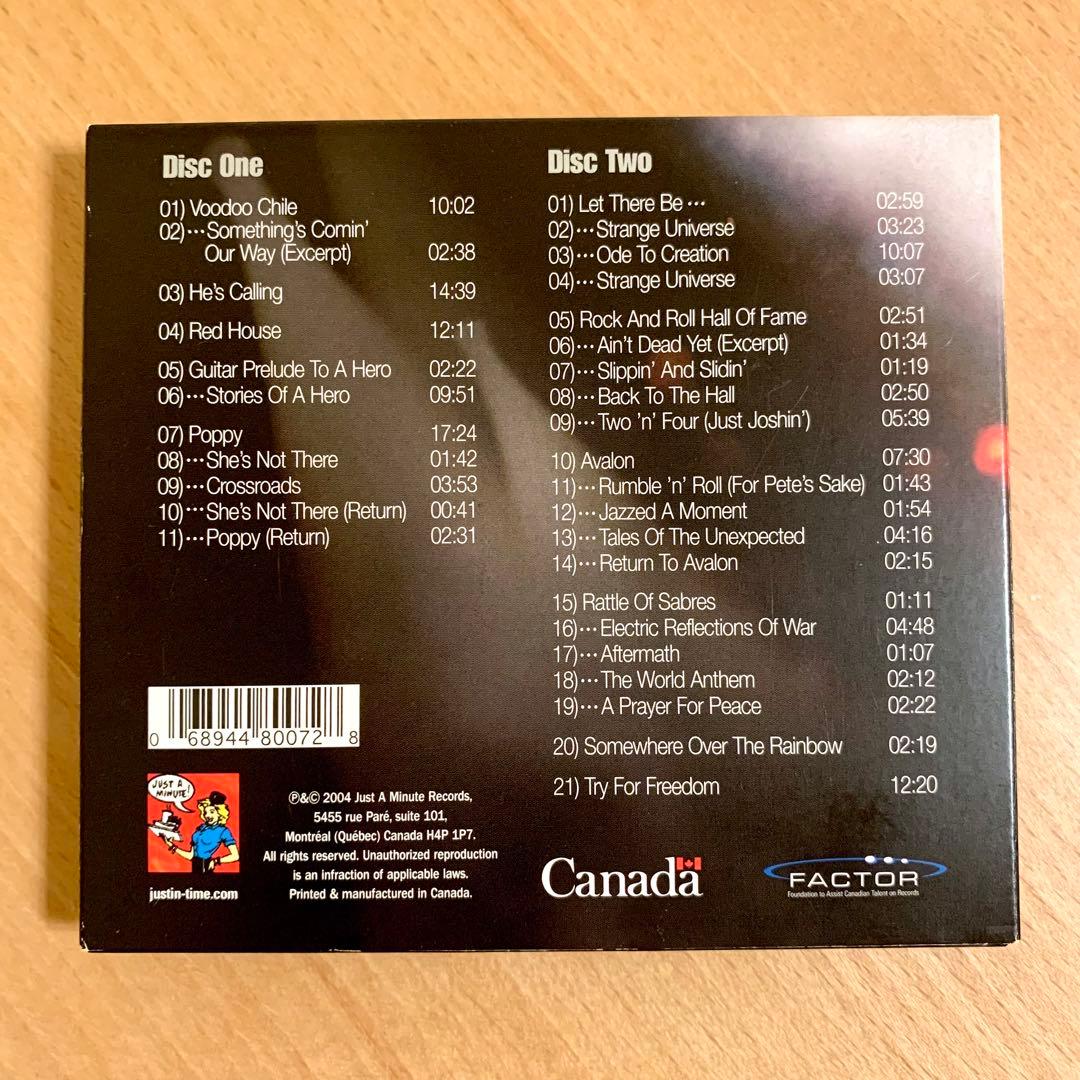 Disc One
01) Voodoo Chile 10:02
02)···Something's Comin'
Our Way (Excerpt) 02:38
03) He's Calling 14:39
04) Red House 12:11
05) Guitar Prelude To A Hero 02:22
06)···Stories Of A Hero 09:51
07) Poppy 17:24
08)···She's Not There 01:42
09)···Crossroads 03:53
10)···She's Not There (Return) 00:41
11)···Poppy (Return) 02:31
Disc Two
01) Let There Be ··· 02:59
02)···Strange Universe 03:23
03)···Ode To Creation 10:07
04)···Strange Universe 03:07
05) Rock And Roll Hall Of Fame 02:51
06)···Ain't Dead Yet (Excerpt) 01:34
07)···Slippin' And Slidin' 01:19
08)···Back To The Hall 02:50
09)···Two 'n' Four (Just Joshin') 05:39
10) Avalon 07:30
11)···Rumble 'n' Roll (For Pete's Sake) 01:43
12)···Jazzed A Moment 01:54
13)···Tales Of The Unexpected 04:16
14)···Return To Avalon 02:15
15) Rattle Of Sabres 01:11
16)···Electric Reflections Of War 04:48
17)···Aftermath 01:07
18)···The World Anthem 02:12
19)···A Prayer For Peace 02:22
20) Somewhere Over The Rainbow 02:19
21) Try For Freedom 12:20
0 68944 80072 8
JUST A
MINUTE!
justin-time.com
℗&© 2004 Just A Minute Records,
5455 rue Paré, suite 101,
Montréal (Québec) Canada H4P 1P7.
All rights reserved. Unauthorized reproduction
is an infraction of applicable laws.
Printed & manufactured in Canada.
Canada
FACTOR
Foundation to Assist Canadian Talent on Records